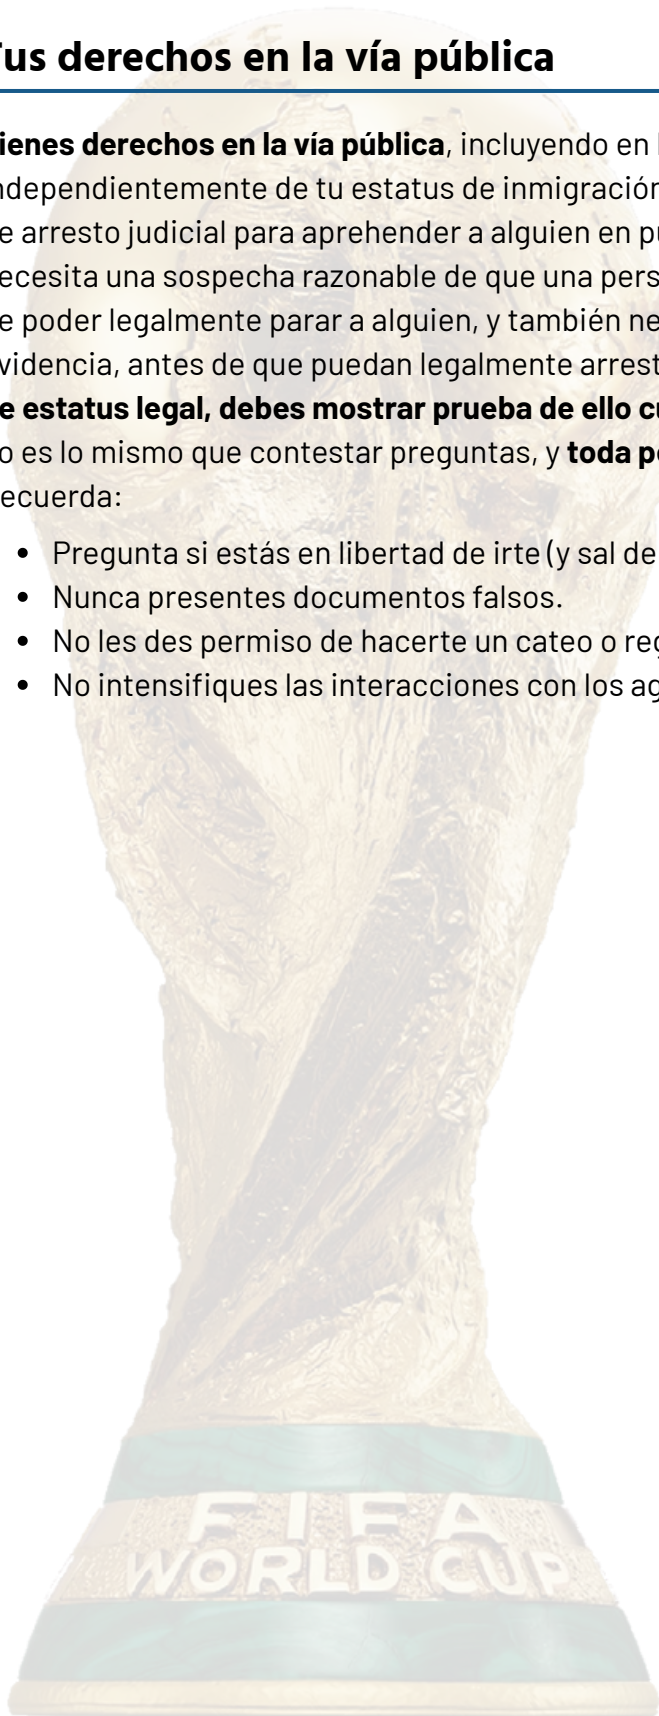 us derechos en la vía pública
ienes derechos en la vía pública, incluyendo en
ndependientemente de tu estatus de inmigración
e arresto judicial para aprehender a alguien en pu
ecesita una sospecha razonable de que una pers
e poder legalmente parar a alguien, y también ne
videncia, antes de que puedan legalmente arrest
e estatus legal, debes mostrar prueba de ello cu
o es lo mismo que contestar preguntas, y toda pe
ecuerda:
• Pregunta si estás en libertad de irte (y sal de
• Nunca presentes documentos falsos.
• No les des permiso de hacerte un cateo o reg
• No intensifiques las interacciones con los ag
FIFA
WORLD CUP